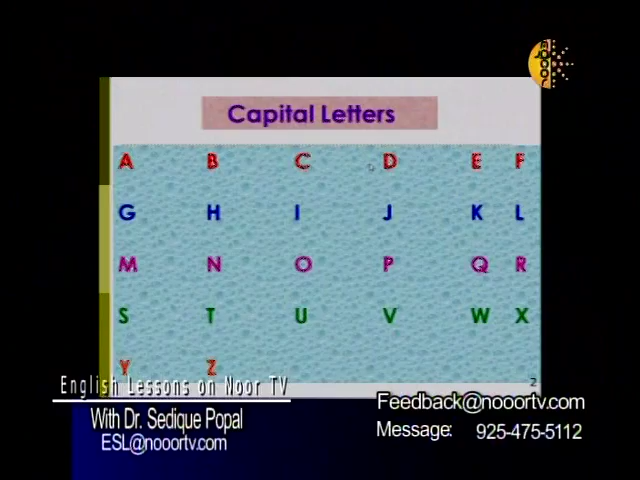 Capital Letters
A B C D E F
G H I J K L
M N O P Q R
S T U V W X
Y Z
2
English Lessons on Noor TV
With Dr. Sedique Popal
ESL@nooortv.com
Feedback@nooortv.com
Message: 925-475-5112